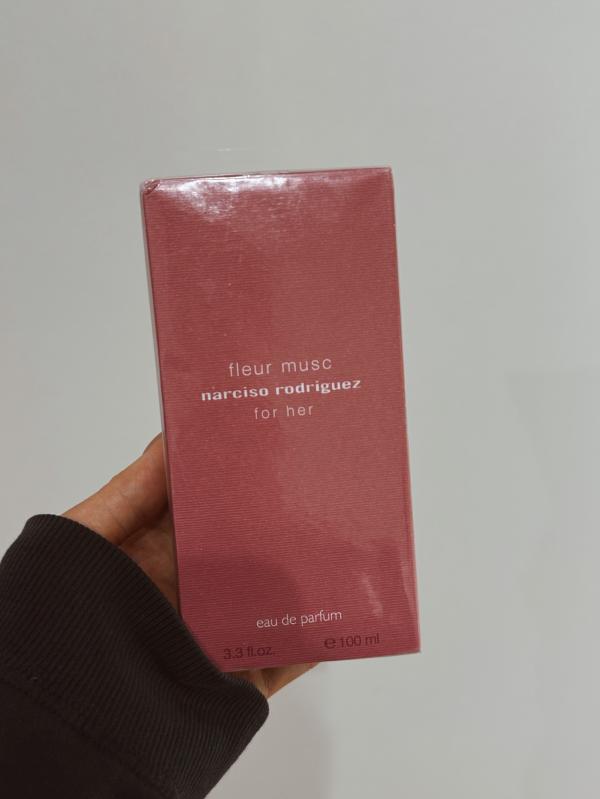 fleur musc
narciso rodriguez
for her
eau de parfum
3.3 fl.oz. ℮ 100 ml